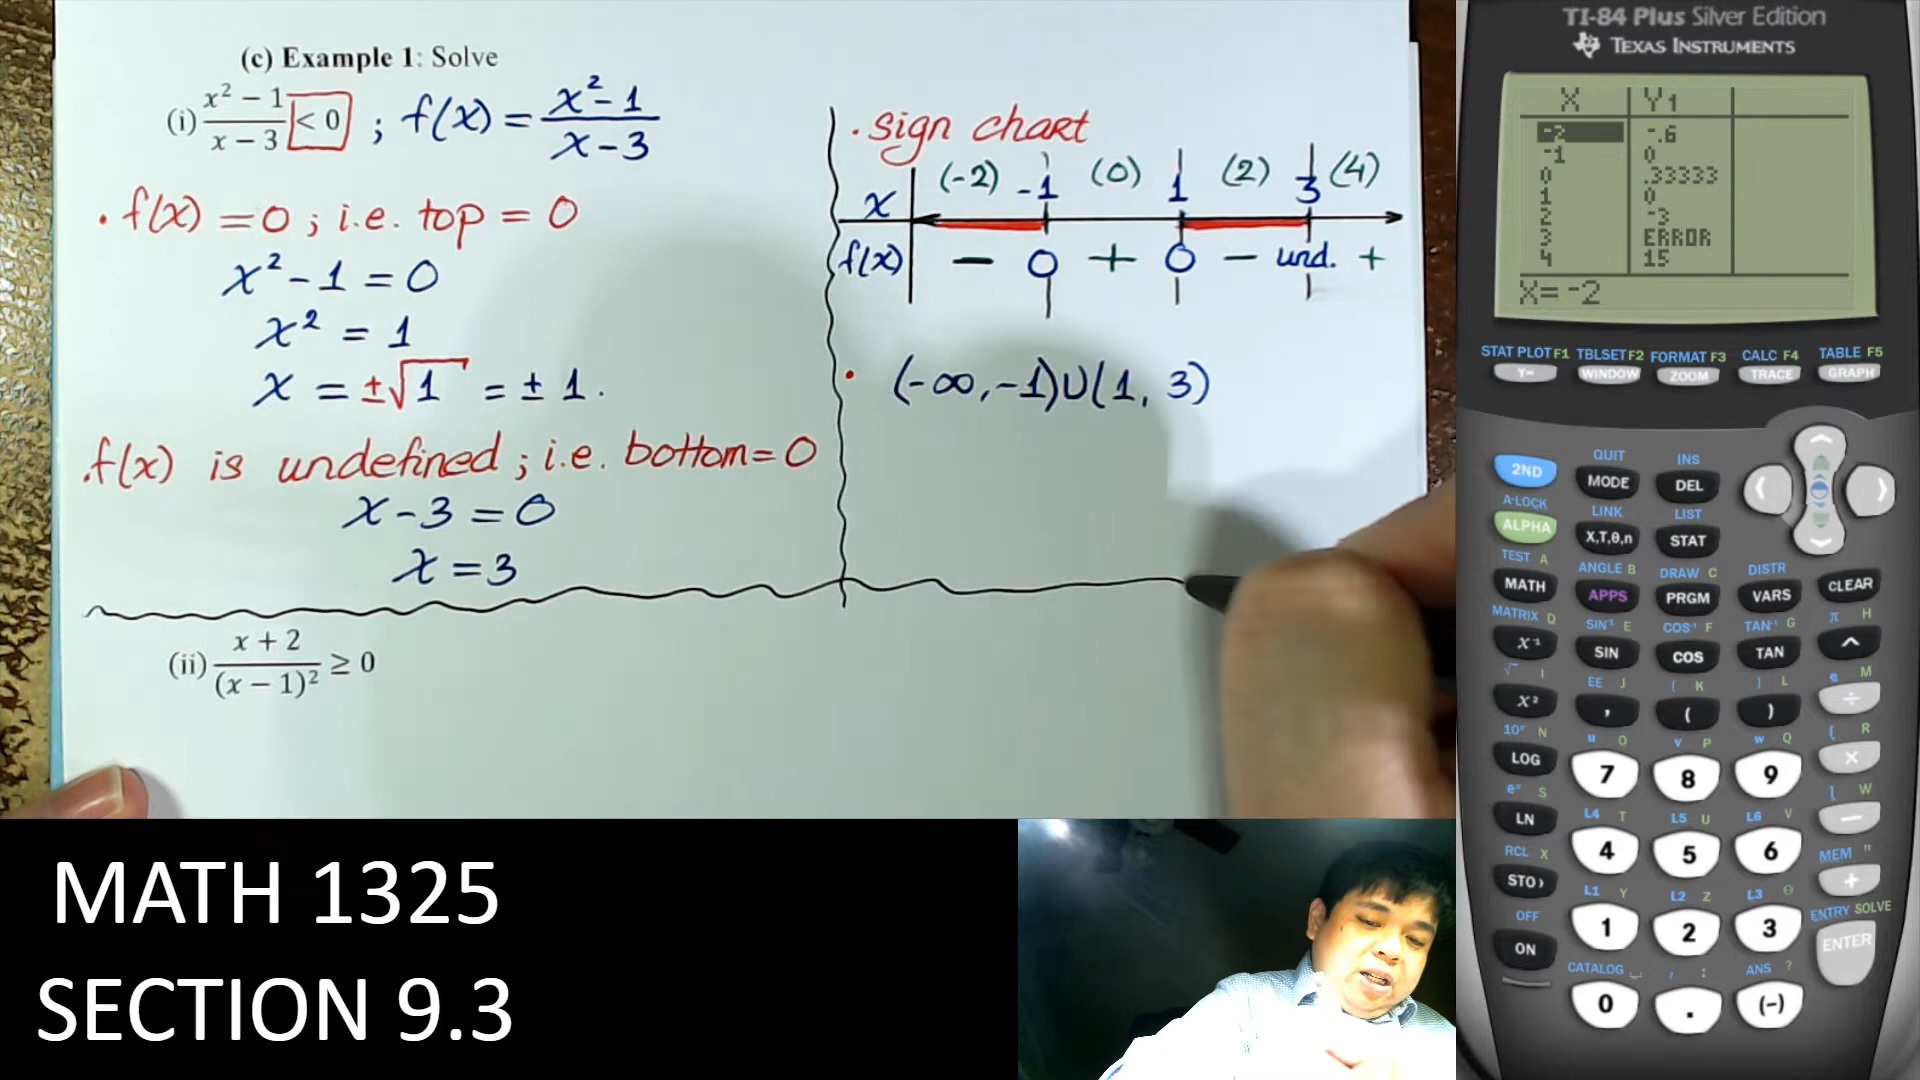 (c) Example 1: Solve
(i) x² − 1 / x − 3 < 0 ; f(x) = x² - 1 / x - 3
. f(x) = 0 ; i.e. top = 0
x² - 1 = 0
x² = 1
x = ±√1 = ± 1 .
. f(x) is undefined ; i.e. bottom = 0
x - 3 = 0
x = 3
. sign chart
(-2) -1 (0) 1 (2) 3 (4)
x
f(x) − 0 + 0 − und. +
. (-∞, -1) ∪ (1, 3)
(ii) x + 2 / (x − 1)² ≥ 0
MATH 1325
SECTION 9.3
TI-84 Plus Silver Edition
TEXAS INSTRUMENTS
X Y1
-2 -.6
-1 0
0 .33333
1 0
2 -3
3 ERROR
4 15
X= -2
STAT PLOT F1 TBLSET F2 FORMAT F3 CALC F4 TABLE F5
Y= WINDOW ZOOM TRACE GRAPH
QUIT INS
2ND MODE DEL
A-LOCK LINK LIST
ALPHA X,T,θ,n STAT
TEST A ANGLE B DRAW C DISTR
MATH APPS PRGM VARS CLEAR
MATRIX D SIN⁻¹ E COS⁻¹ F TAN⁻¹ G π H
x⁻¹ SIN COS TAN ^
√ I EE J { K } L e M
x² , ( ) ÷
10ˣ N u O v P w Q [ R
LOG 7 8 9 ×
eˣ S L4 T L5 U L6 V ] W
LN 4 5 6 −
RCL X L1 Y L2 Z L3 θ MEM "
STO› 1 2 3 +
OFF CATALOG ⎵ i : ANS ? ENTRY SOLVE
ON 0 . (−) ENTER